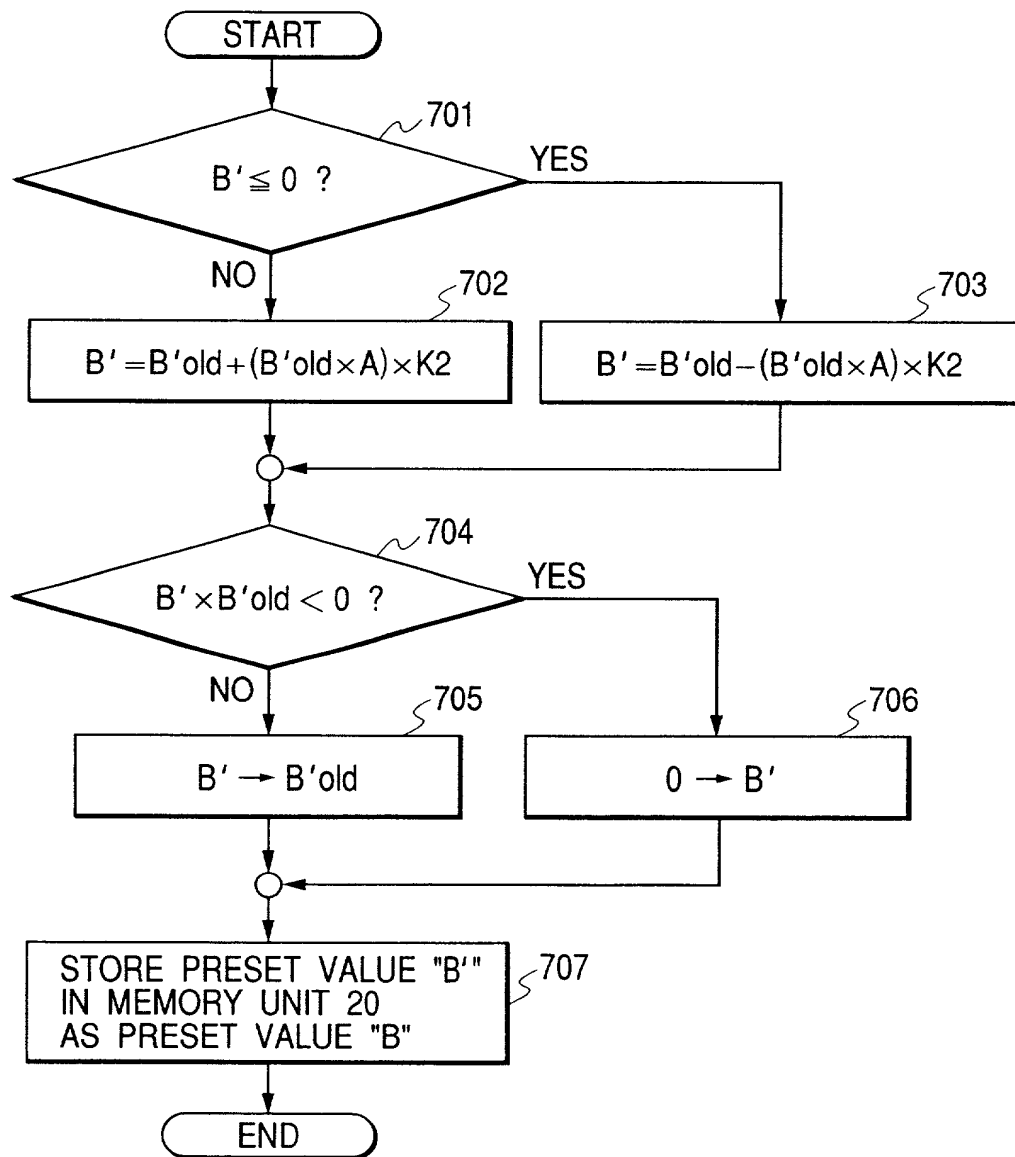 START
701
B' ≦ 0 ?
YES
NO
702
B'=B'old+(B'old×A)×K2
703
B'=B'old−(B'old×A)×K2
704
B'×B'old < 0 ?
YES
NO
705
B' → B'old
706
0 → B'
STORE PRESET VALUE "B'"
IN MEMORY UNIT 20
AS PRESET VALUE "B"
707
END